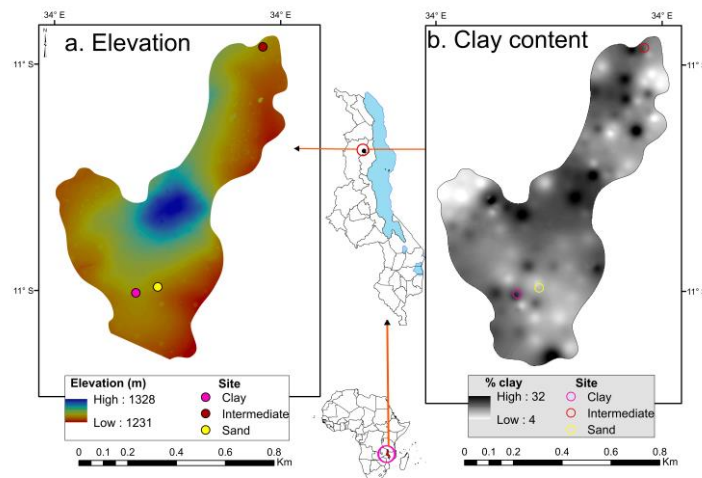 34° E
34° E
a. Elevation
N
11° S
Elevation (m)
High : 1328
Low : 1231
Site
Clay
Intermediate
Sand
0 0.1 0.2 0.4 0.6 0.8
Km
11° S
34° E
34° E
b. Clay content
11° S
% clay
High : 32
Low : 4
Site
Clay
Intermediate
Sand
0 0.1 0.2 0.4 0.6 0.8
Km
11° S